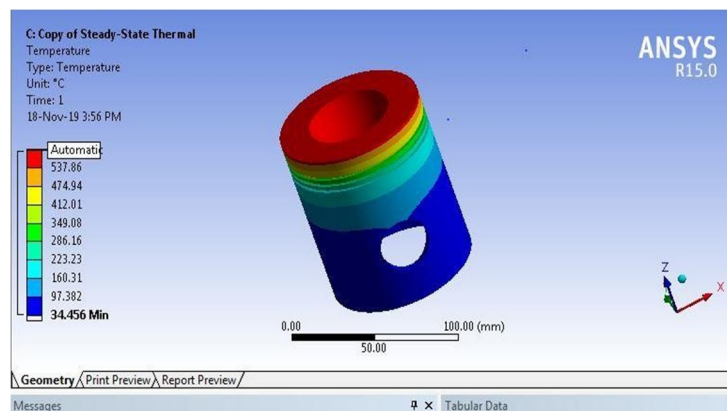 C: Copy of Steady-State Thermal
Temperature
Type: Temperature
Unit: °C
Time: 1
18-Nov-19 3:56 PM
ANSYS
R15.0
Automatic
537.86
474.94
412.01
349.08
286.16
223.23
160.31
97.382
34.456 Min
Z
X
0.00 100.00 (mm)
50.00
Geometry Print Preview Report Preview
Messages Tabular Data